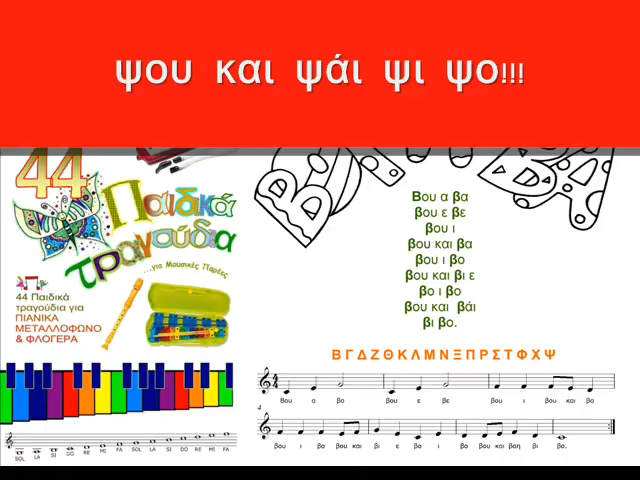 ψου και ψάι ψι ψο!!!
44
Παιδικά
τραγούδια
...για Μουσικές Παρέες
44 Παιδικά
τραγούδια για
ΠΙΑΝΙΚΑ
ΜΕΤΑΛΛΟΦΩΝΟ
& ΦΛΟΓΕΡΑ
SOL LA SI DO RE MI FA SOL LA SI DO RE MI FA
Βου α βα
βου ε βε
βου ι
βου και βα
βου ι βο
βου και βι ε
βο ι βο
βου και βάι
βι βο.
Β Γ Δ Ζ Θ Κ Λ Μ Ν Ξ Π Ρ Σ Τ Φ Χ Ψ
Βου α βα βου ε βε βου ι βου και βα
4
βου ι βα βου και βι ε βο ι βο βου και βαη βι βο.